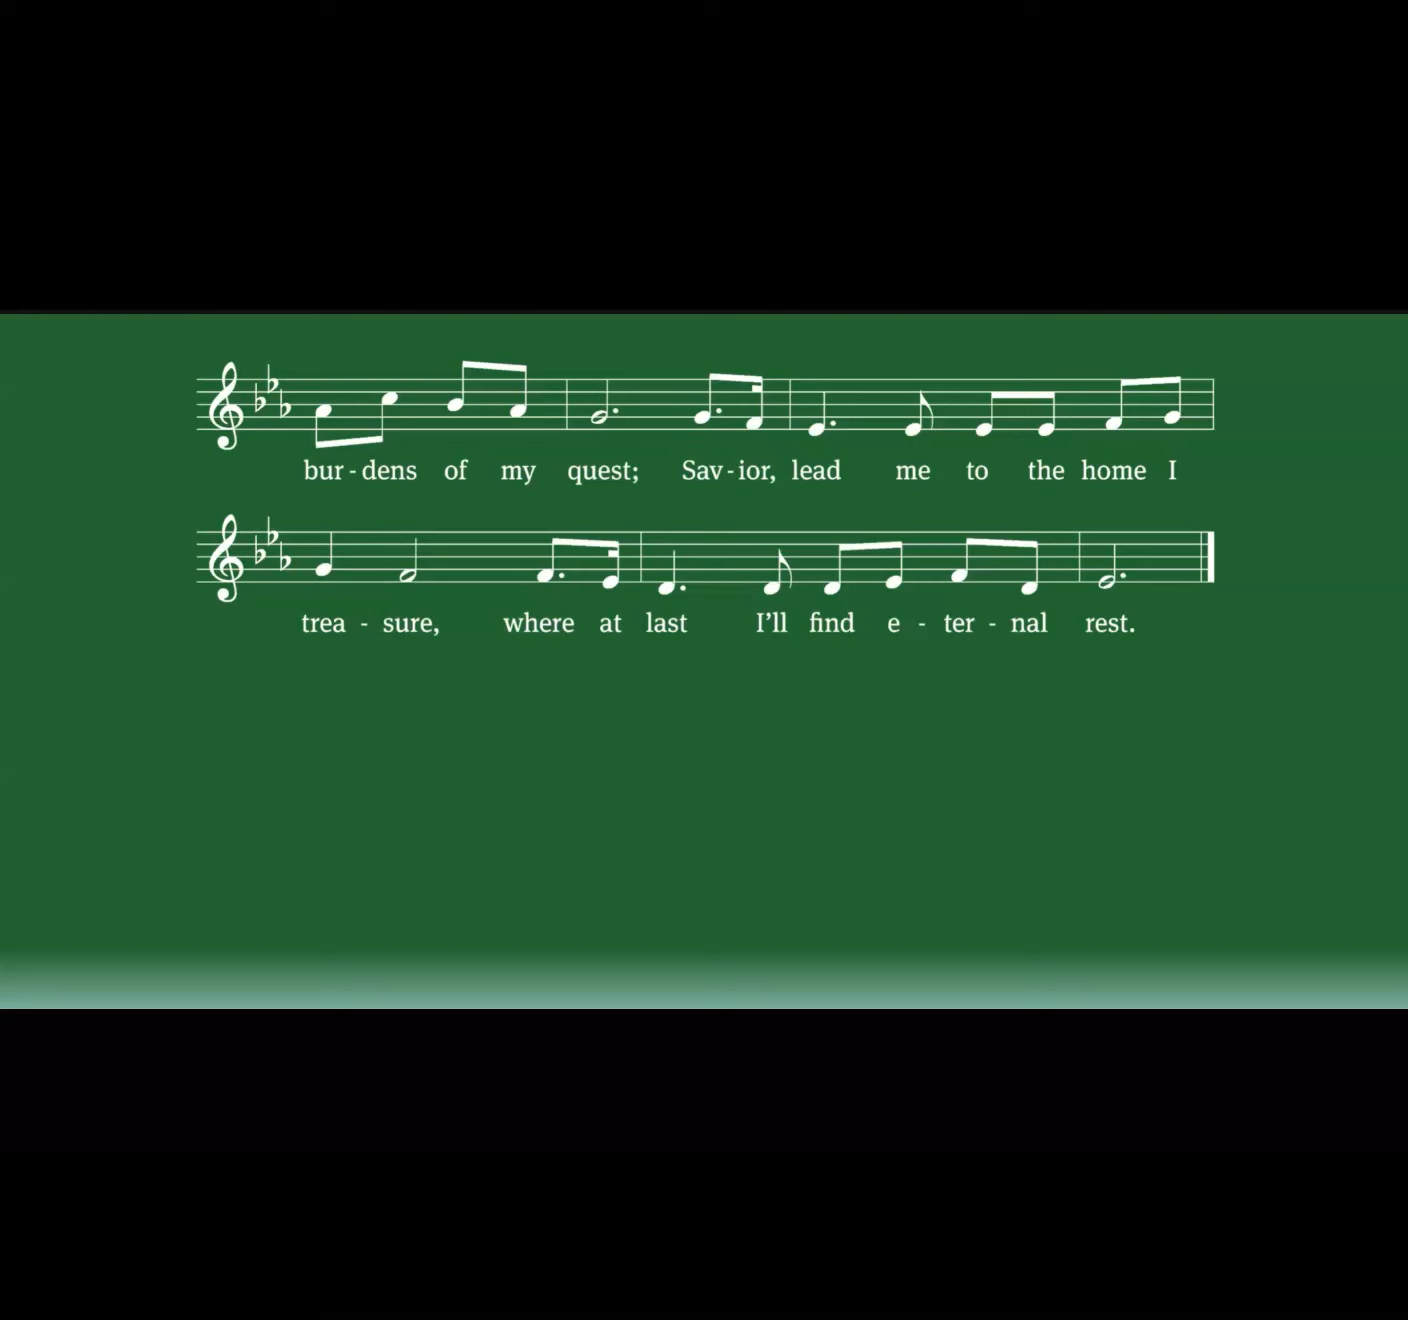 bur - dens of my quest; Sav - ior, lead me to the home I
trea - sure, where at last I’ll find e - ter - nal rest.